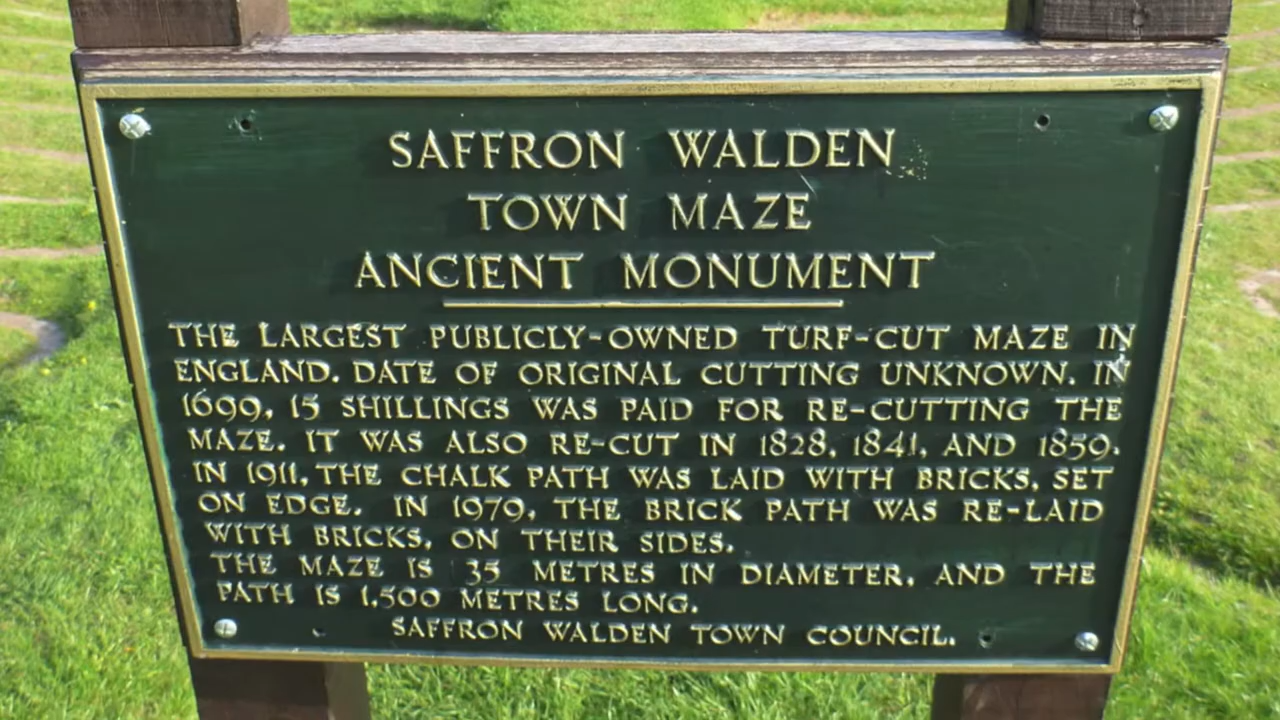 SAFFRON WALDEN
TOWN MAZE
ANCIENT MONUMENT
THE LARGEST PUBLICLY-OWNED TURF-CUT MAZE IN
ENGLAND. DATE OF ORIGINAL CUTTING UNKNOWN. IN
1699, 15 SHILLINGS WAS PAID FOR RE-CUTTING THE
MAZE. IT WAS ALSO RE-CUT IN 1828, 1841, AND 1859.
IN 1911, THE CHALK PATH WAS LAID WITH BRICKS, SET
ON EDGE. IN 1979, THE BRICK PATH WAS RE-LAID
WITH BRICKS, ON THEIR SIDES.
THE MAZE IS 35 METRES IN DIAMETER, AND THE
PATH IS 1,500 METRES LONG.
SAFFRON WALDEN TOWN COUNCIL.